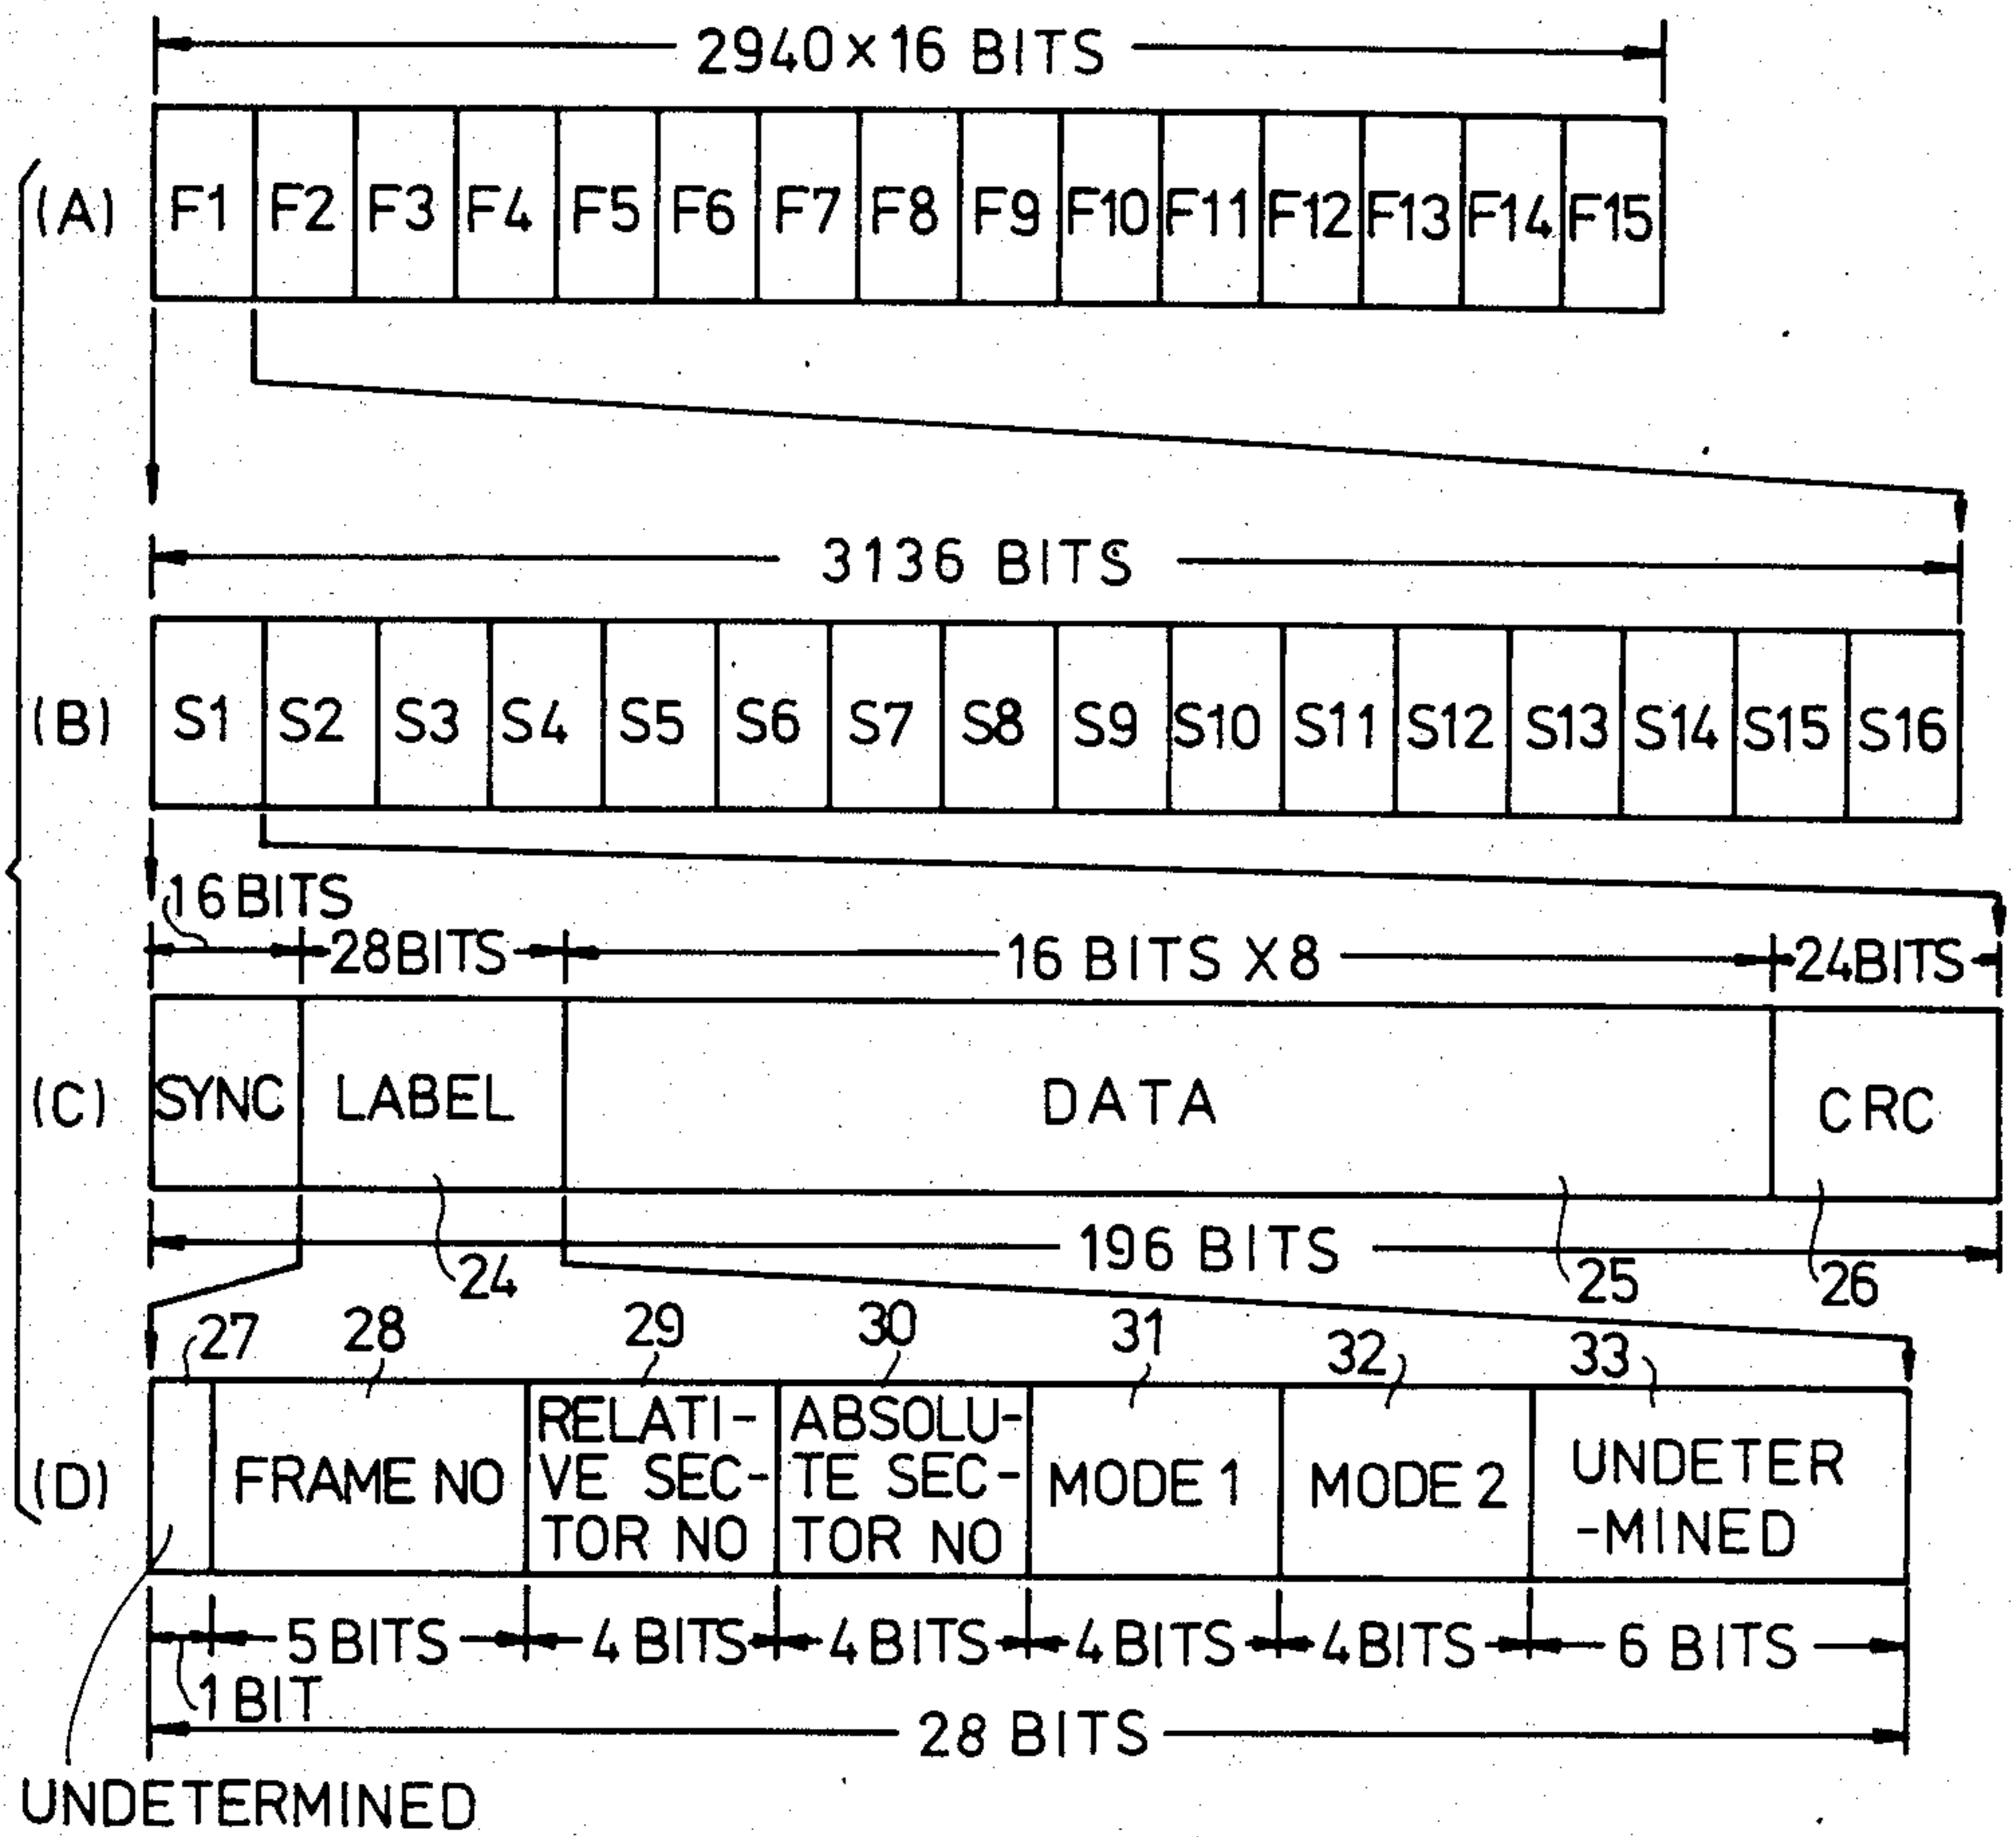 2940×16 BITS
(A) F1 F2 F3 F4 F5 F6 F7 F8 F9 F10 F11 F12 F13 F14 F15
3136 BITS
(B) S1 S2 S3 S4 S5 S6 S7 S8 S9 S10 S11 S12 S13 S14 S15 S16
16 BITS
28 BITS 16 BITS X8 24 BITS
(C) SYNC LABEL DATA CRC
196 BITS
24 25 26
27 28 29 30 31 32 33
(D)
FRAME NO
RELATI-
VE SEC-
TOR NO
ABSOLU-
TE SEC-
TOR NO
MODE 1
MODE 2
UNDETER
-MINED
5 BITS 4 BITS 4 BITS 4 BITS 4 BITS 6 BITS
1 BIT
28 BITS
UNDETERMINED